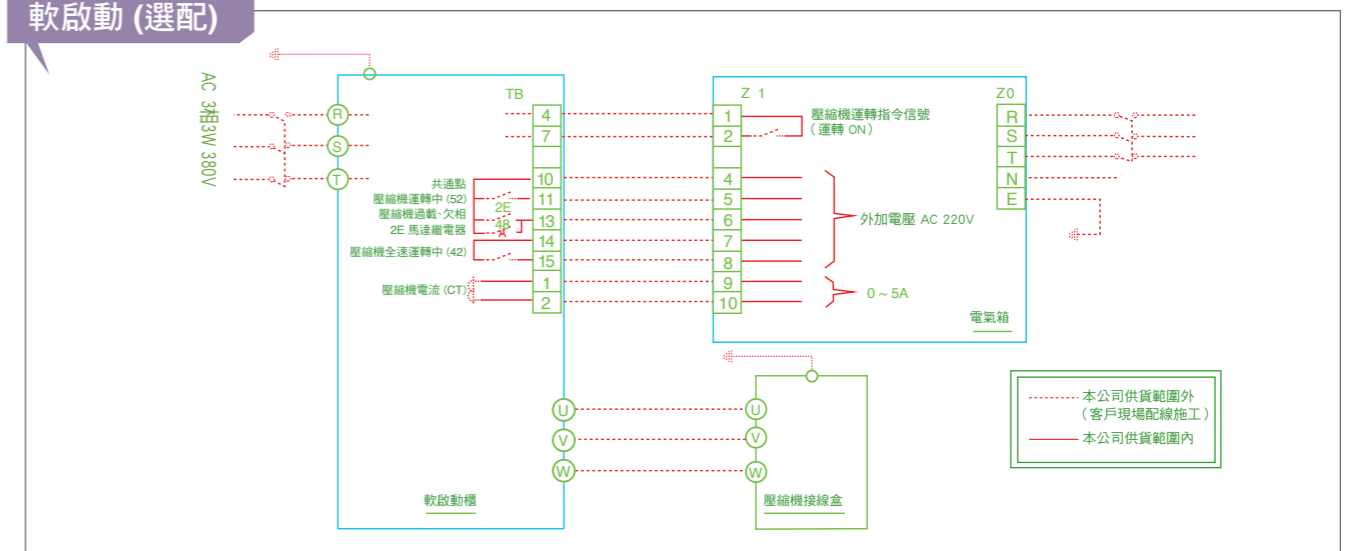 軟啟動 (選配)
AC 3相3W 380V
R
S
T
TB
4
7
10
11
13
14
15
1
2
共通點
壓縮機運轉中 (52)
壓縮機過載、欠相
2E 馬達繼電器
壓縮機全速運轉中 (42)
壓縮機電流 (CT)
2E
48
U
V
W
軟啟動櫃
Z 1
1
2
4
5
6
7
8
9
10
壓縮機運轉指令信號
(運轉 ON)
外加電壓 AC 220V
0 ~ 5A
Z0
R
S
T
N
E
電氣箱
U
V
W
壓縮機接線盒
本公司供貨範圍外
(客戶現場配線施工)
本公司供貨範圍內